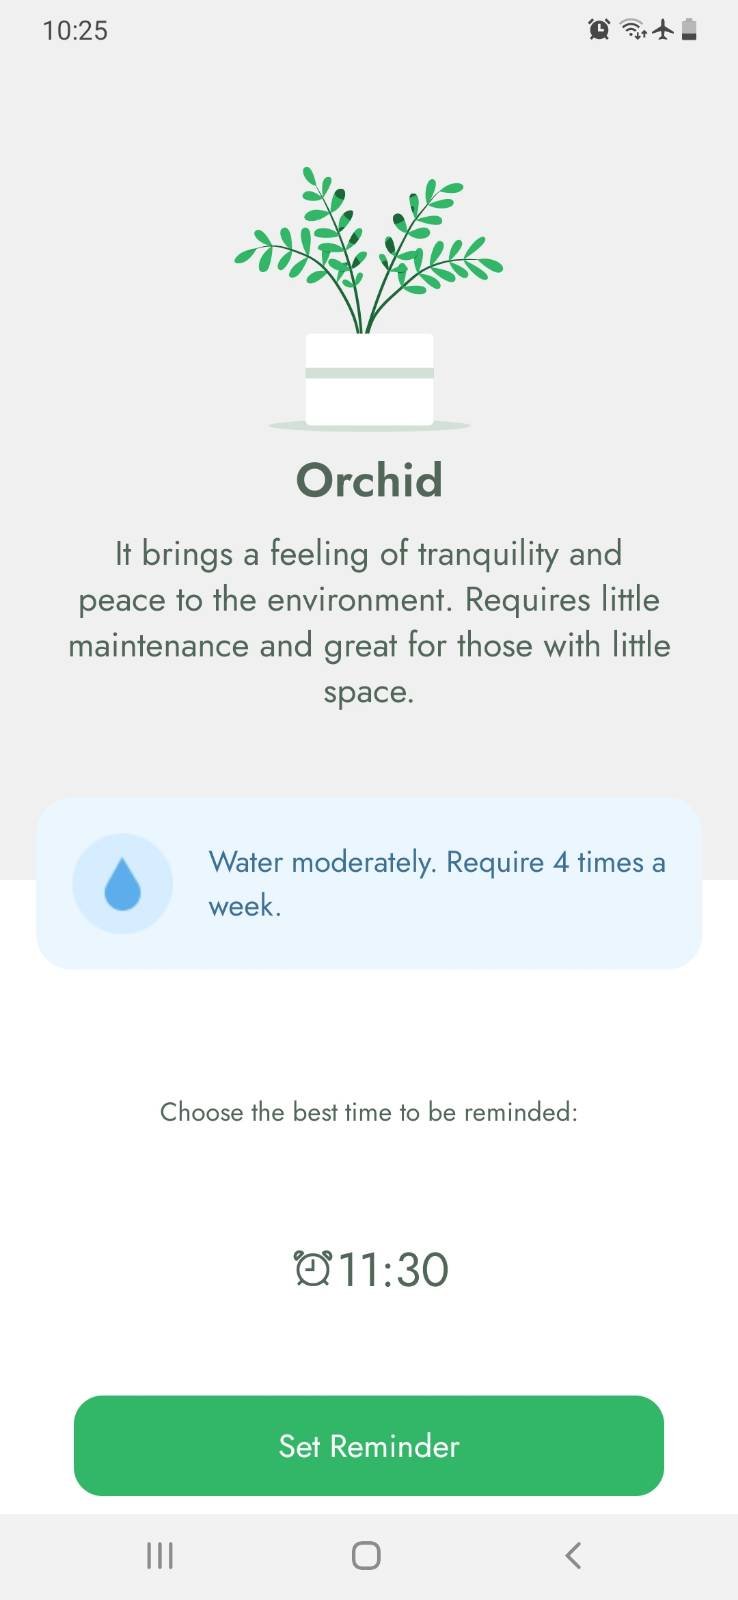 10:25
Orchid
It brings a feeling of tranquility and
peace to the environment. Requires little
maintenance and great for those with little
space.
Water moderately. Require 4 times a
week.
Choose the best time to be reminded:
11:30
Set Reminder